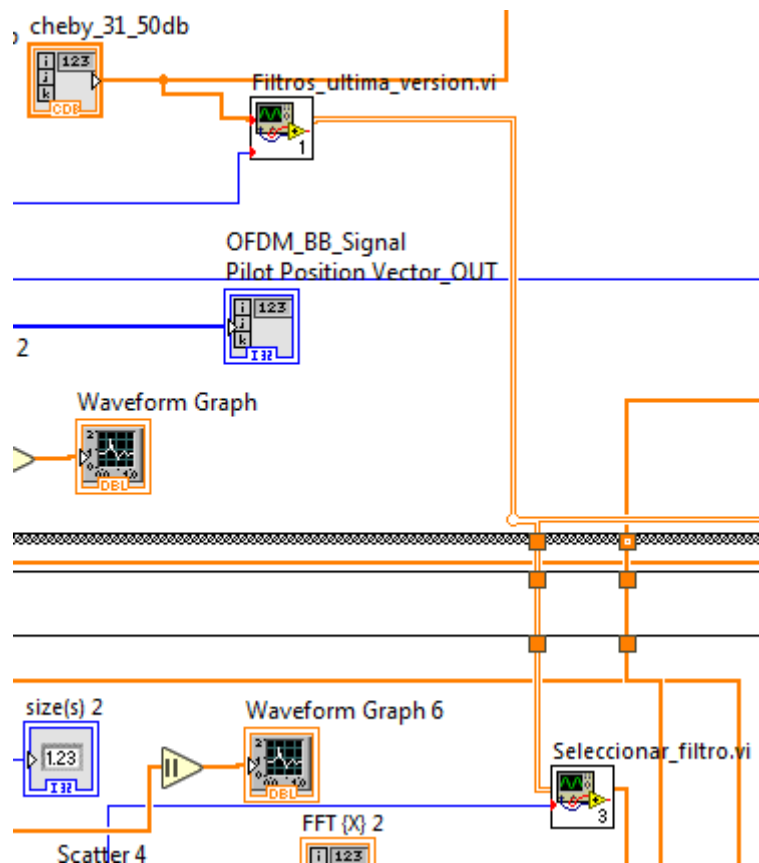 cheby_31_50db
i
j
k
123
CDB
Filtros_ultima_version.vi
1
OFDM_BB_Signal
Pilot Position Vector_OUT
i
j
k
123
I32
2
Waveform Graph
DBL
size(s) 2
1.23
I32
Waveform Graph 6
DBL
Seleccionar_filtro.vi
3
FFT {X} 2
i
123
Scatter 4